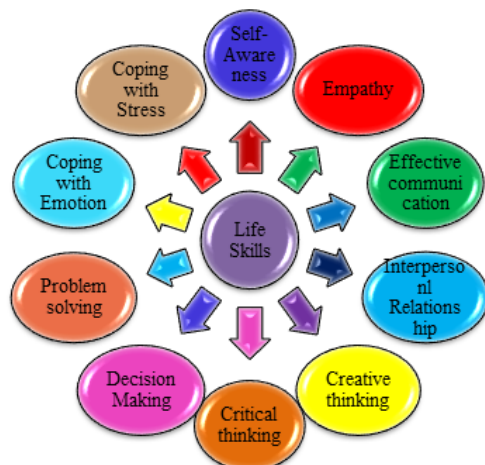 Self-
Aware
ness
Empathy
Effective
communi
cation
Interperso
nl
Relations
hip
Creative
thinking
Critical
thinking
Decision
Making
Problem
solving
Coping
with
Emotion
Coping
with
Stress
Life
Skills